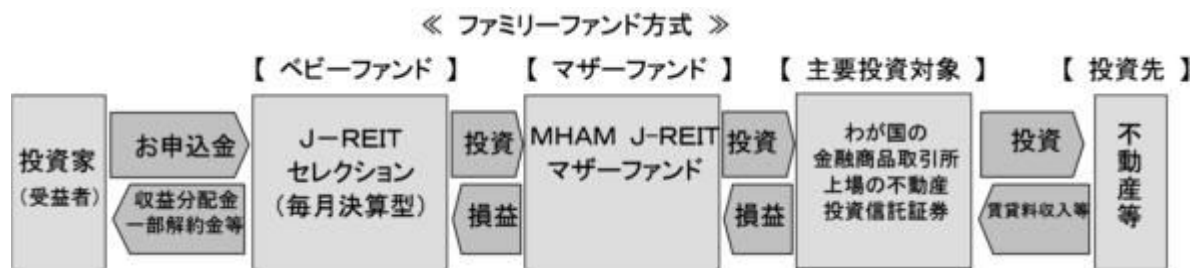 ≪ ファミリーファンド方式 ≫
【 ベビーファンド 】
【 マザーファンド 】
【 主要投資対象 】
【 投資先 】
投資家
（受益者）
お申込金
収益分配金
一部解約金等
J－REIT
セレクション
（毎月決算型）
投資
損益
MHAM J-REIT
マザーファンド
投資
損益
わが国の
金融商品取引所
上場の不動産
投資信託証券
投資
賃貸料収入等
不動産等